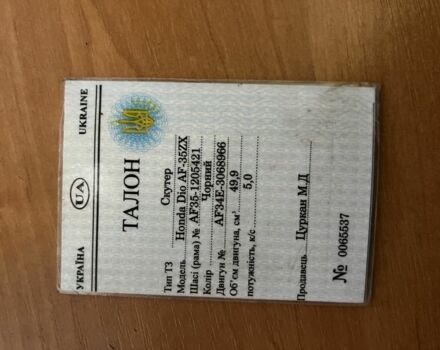 УКРАЇНА UA UKRAINE
ТАЛОН
Тип ТЗ Скутер
Модель Honda Dio AF-35ZX
Шасі (рама) № AF35-1205421
Колір Чорний
Двигун № AF34E-3068966
Об'єм двигуна, см³ 49,9
потужність, к/с 5,0
Продавець Цуркан М Д
№ 0065537